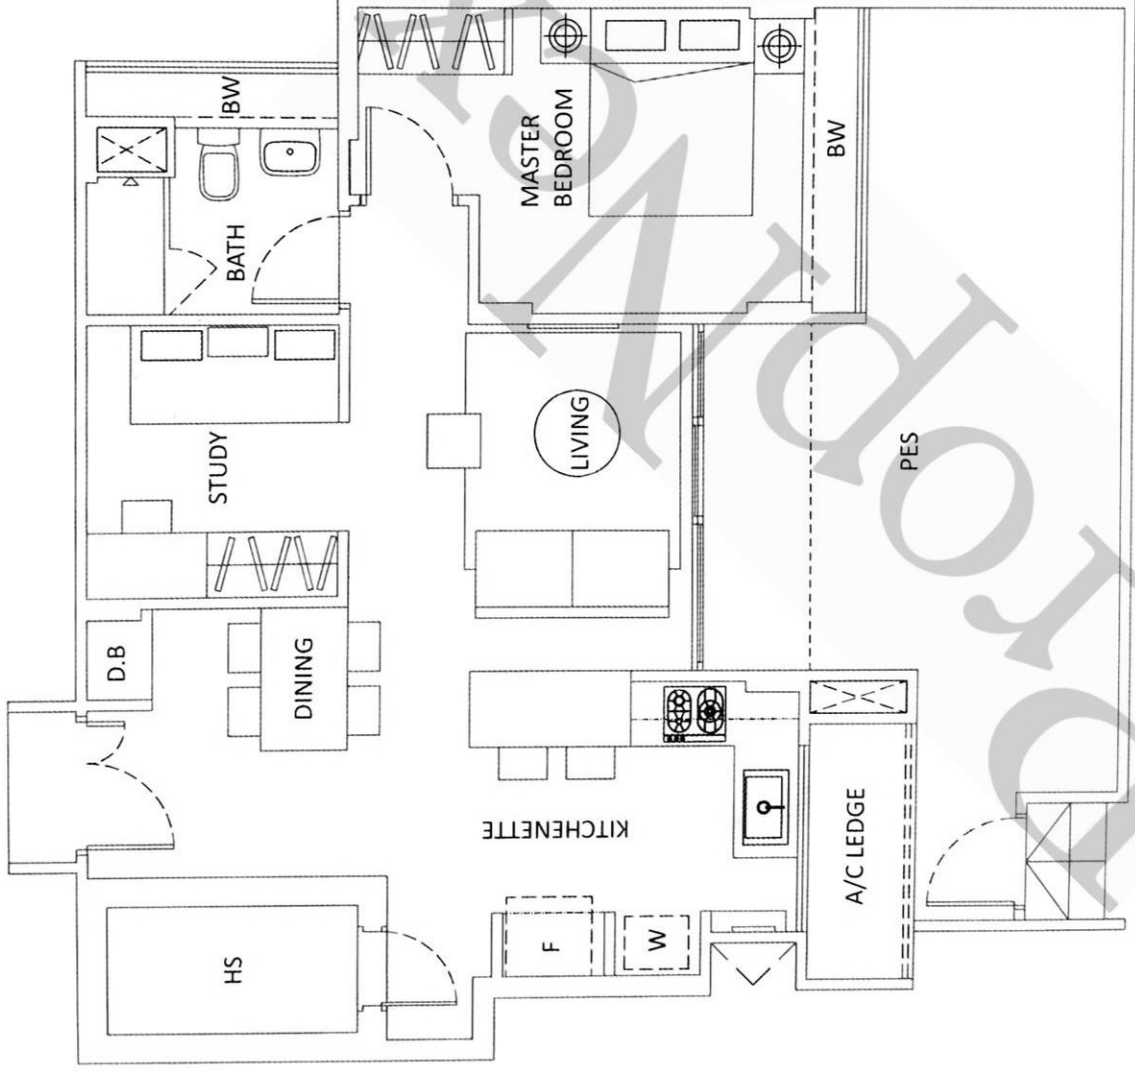 BW
BATH
STUDY
D.B
DINING
HS
MASTER
BEDROOM
BW
LIVING
KITCHENETTE
F
W
PES
A/C LEDGE